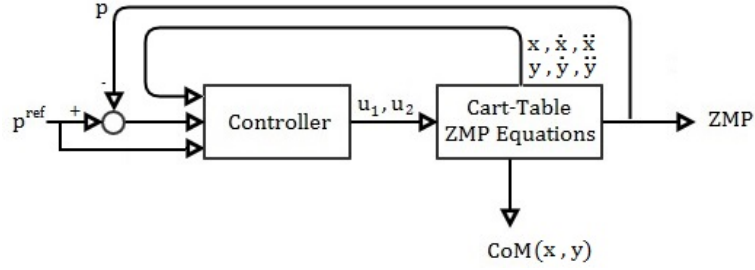 p
x , ẋ , ẍ
y , ẏ , ÿ
-
p^ref
+
Controller
u₁ , u₂
Cart-Table
ZMP Equations
ZMP
CoM (x , y)